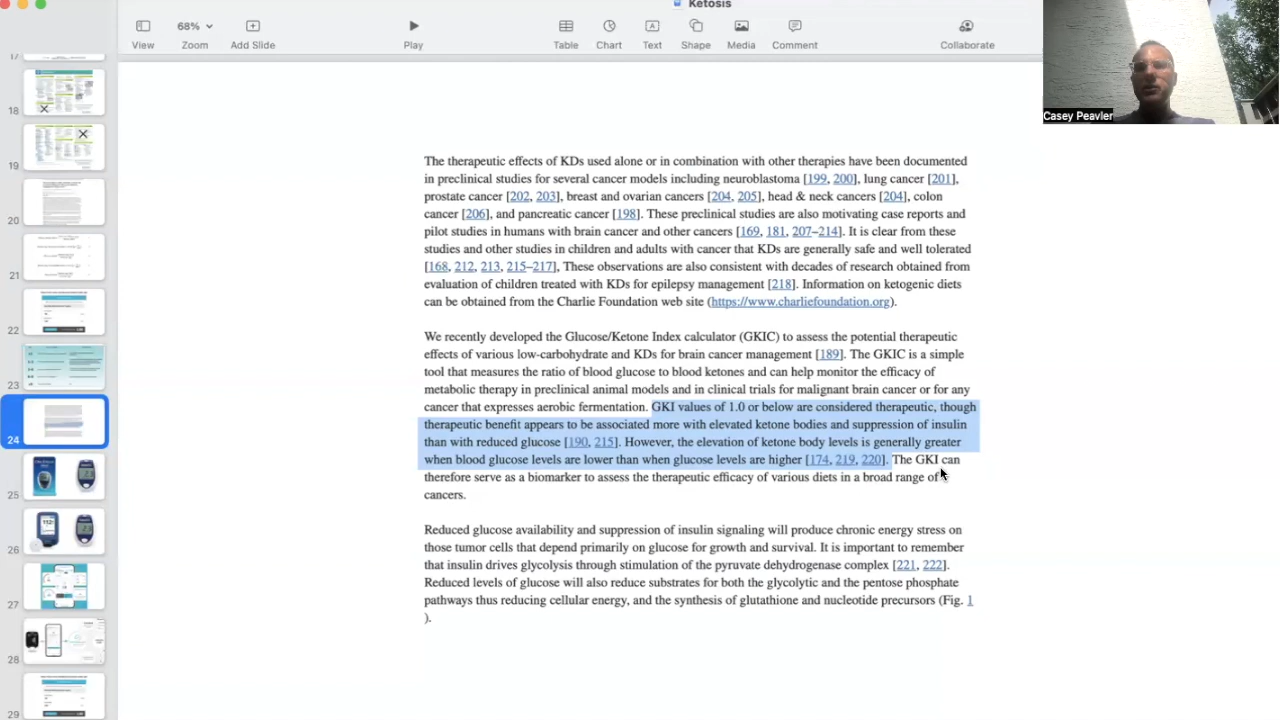 Ketosis
68%
View
Zoom
Add Slide
Play
Table
Chart
Text
Shape
Media
Comment
Collaborate
Casey Peavler
17
18
19
20
21
22
23
24
25
26
27
28
29
The therapeutic effects of KDs used alone or in combination with other therapies have been documented
in preclinical studies for several cancer models including neuroblastoma [199, 200], lung cancer [201],
prostate cancer [202, 203], breast and ovarian cancers [204, 205], head & neck cancers [204], colon
cancer [206], and pancreatic cancer [198]. These preclinical studies are also motivating case reports and
pilot studies in humans with brain cancer and other cancers [169, 181, 207–214]. It is clear from these
studies and other studies in children and adults with cancer that KDs are generally safe and well tolerated
[168, 212, 213, 215–217], These observations are also consistent with decades of research obtained from
evaluation of children treated with KDs for epilepsy management [218]. Information on ketogenic diets
can be obtained from the Charlie Foundation web site (https://www.charliefoundation.org).
We recently developed the Glucose/Ketone Index calculator (GKIC) to assess the potential therapeutic
effects of various low-carbohydrate and KDs for brain cancer management [189]. The GKIC is a simple
tool that measures the ratio of blood glucose to blood ketones and can help monitor the efficacy of
metabolic therapy in preclinical animal models and in clinical trials for malignant brain cancer or for any
cancer that expresses aerobic fermentation. GKI values of 1.0 or below are considered therapeutic, though
therapeutic benefit appears to be associated more with elevated ketone bodies and suppression of insulin
than with reduced glucose [190, 215]. However, the elevation of ketone body levels is generally greater
when blood glucose levels are lower than when glucose levels are higher [174, 219, 220]. The GKI can
therefore serve as a biomarker to assess the therapeutic efficacy of various diets in a broad range of
cancers.
Reduced glucose availability and suppression of insulin signaling will produce chronic energy stress on
those tumor cells that depend primarily on glucose for growth and survival. It is important to remember
that insulin drives glycolysis through stimulation of the pyruvate dehydrogenase complex [221, 222].
Reduced levels of glucose will also reduce substrates for both the glycolytic and the pentose phosphate
pathways thus reducing cellular energy, and the synthesis of glutathione and nucleotide precursors (Fig. 1
).